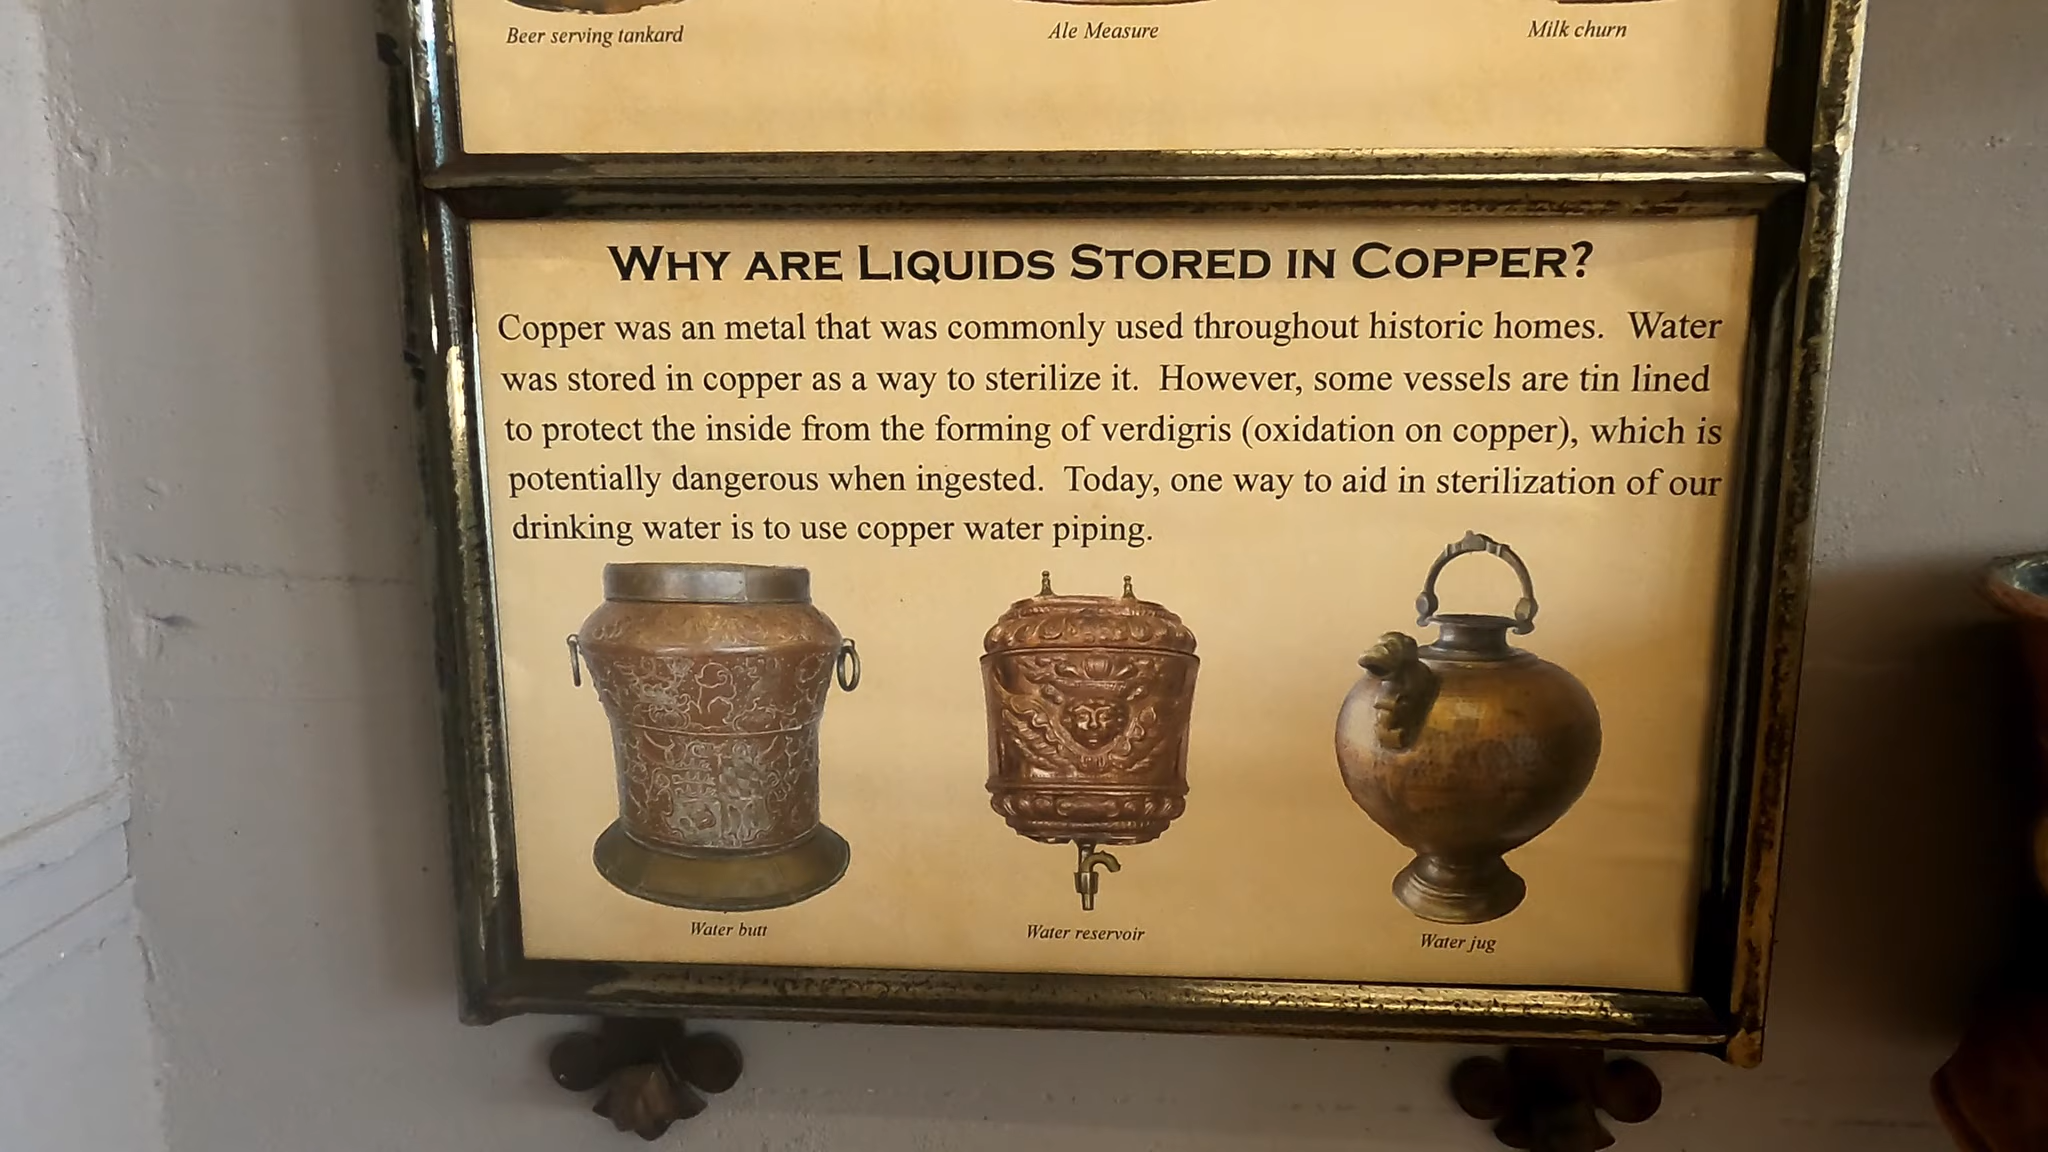 Beer serving tankard
Ale Measure
Milk churn
WHY ARE LIQUIDS STORED IN COPPER?
Copper was an metal that was commonly used throughout historic homes. Water
was stored in copper as a way to sterilize it. However, some vessels are tin lined
to protect the inside from the forming of verdigris (oxidation on copper), which is
potentially dangerous when ingested. Today, one way to aid in sterilization of our
drinking water is to use copper water piping.
Water butt
Water reservoir
Water jug